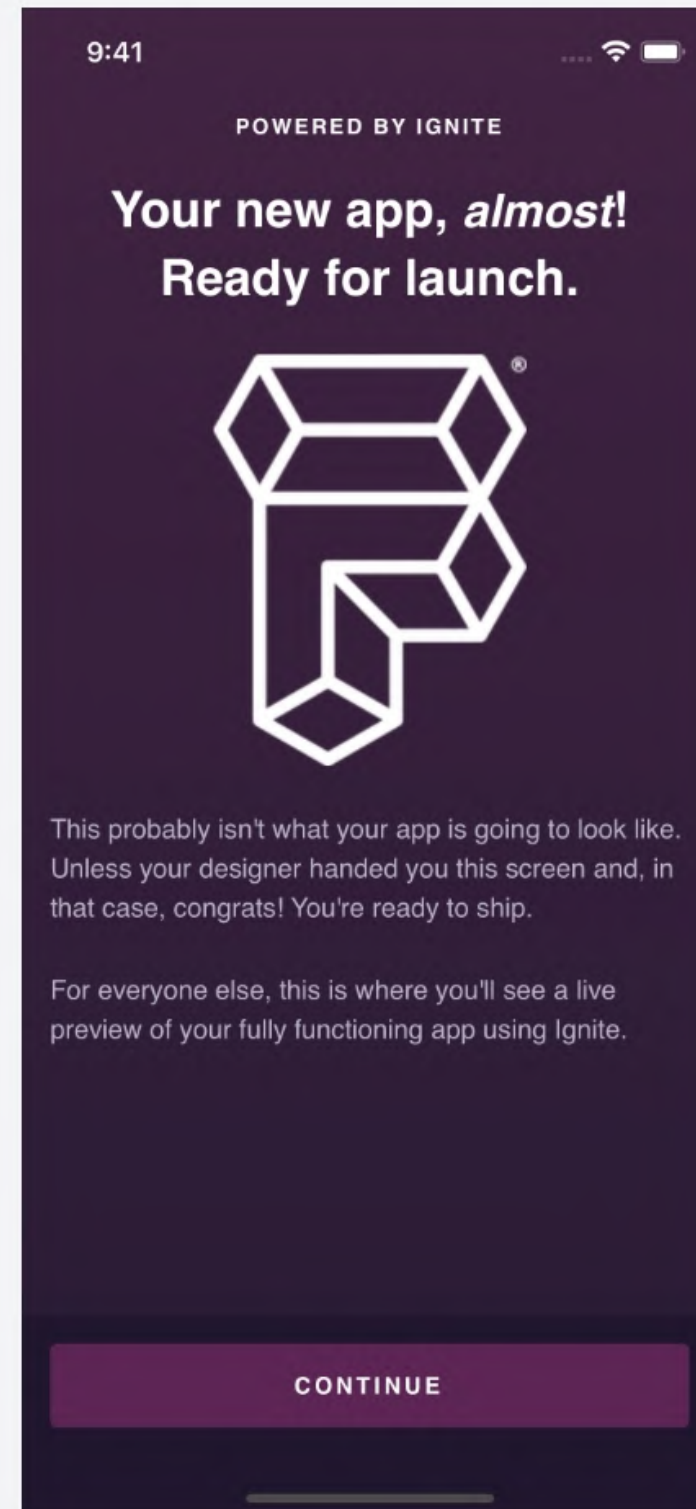 9:41
POWERED BY IGNITE
Your new app, almost!
Ready for launch.
®
This probably isn't what your app is going to look like.
Unless your designer handed you this screen and, in
that case, congrats! You're ready to ship.
For everyone else, this is where you'll see a live
preview of your fully functioning app using Ignite.
CONTINUE